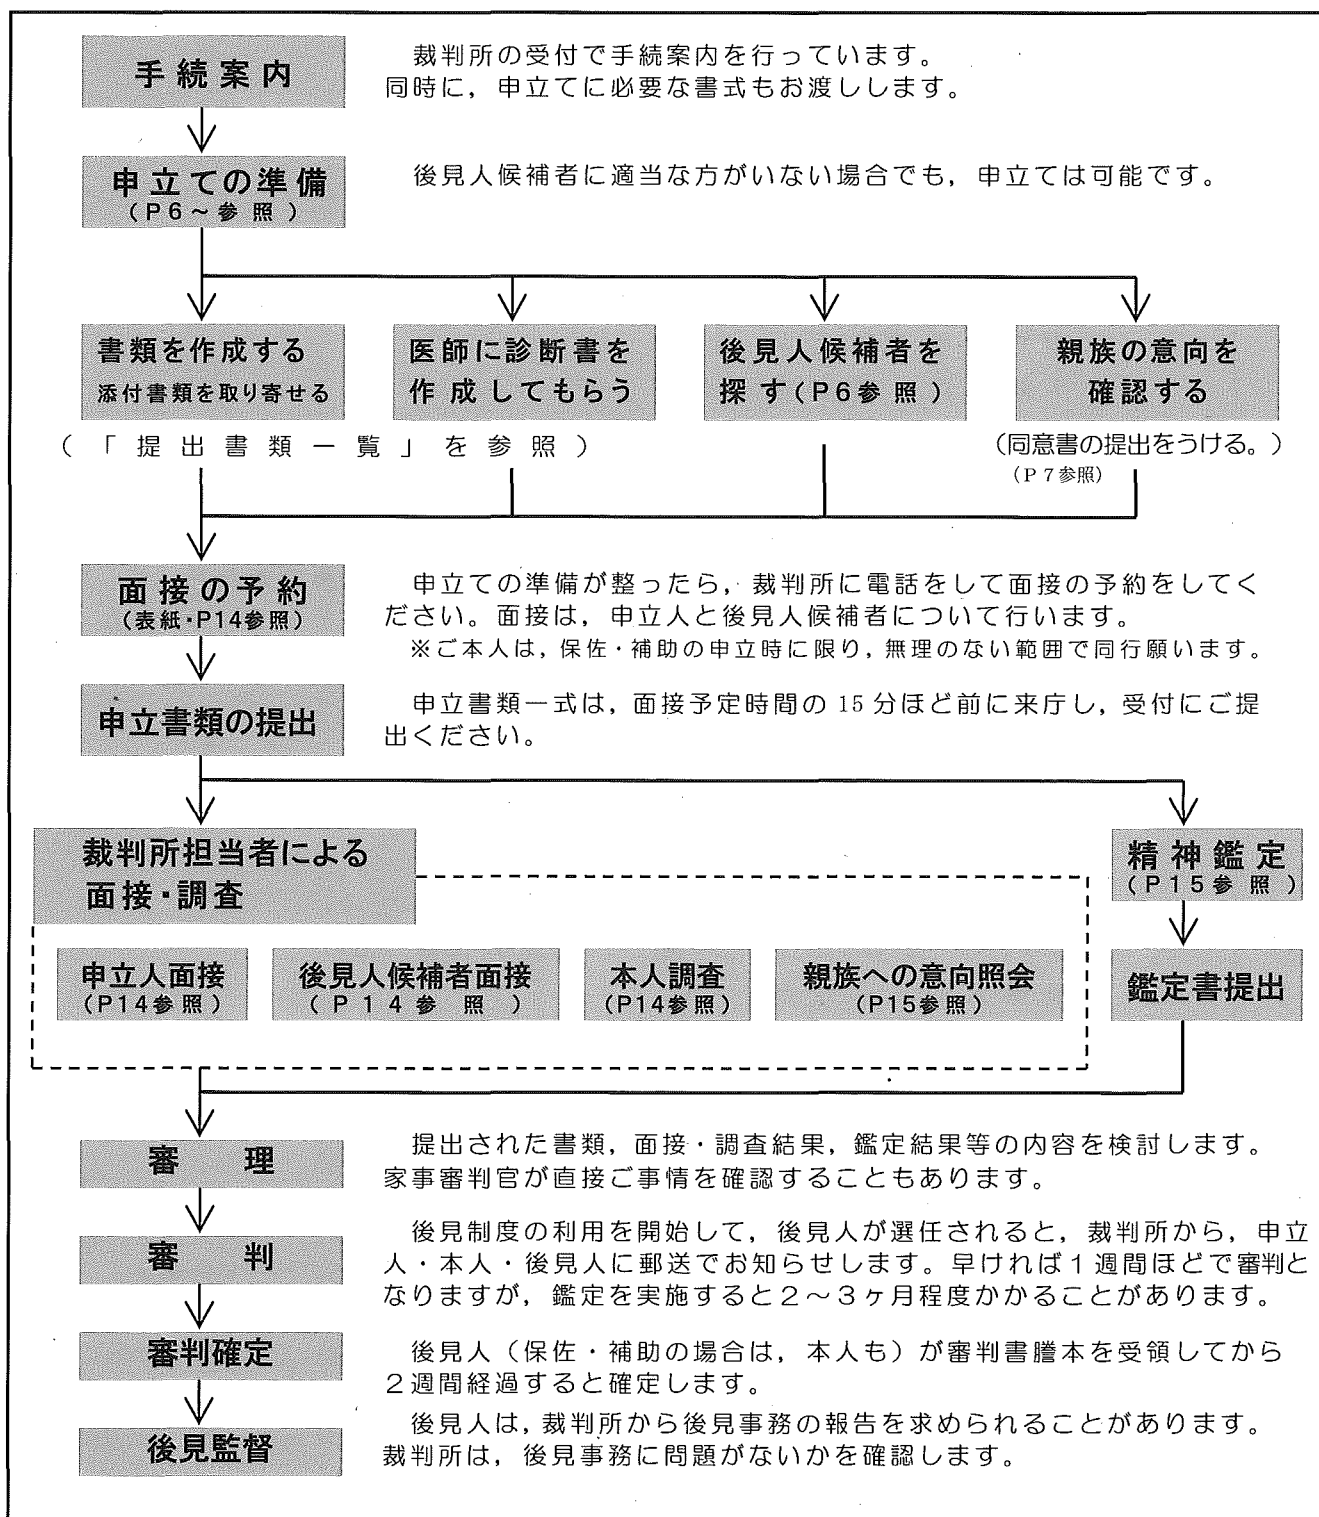 手続案内
裁判所の受付で手続案内を行っています。
同時に，申立てに必要な書式もお渡しします。
申立ての準備
（P6～参照）
後見人候補者に適当な方がいない場合でも，申立ては可能です。
書類を作成する
添付書類を取り寄せる
医師に診断書を
作成してもらう
後見人候補者を
探す(P6参照)
親族の意向を
確認する
（「提出書類一覧」を参照）
(同意書の提出をうける。)
（P７参照）
面接の予約
(表紙・P14参照)
申立ての準備が整ったら，裁判所に電話をして面接の予約をしてく
ださい。面接は，申立人と後見人候補者について行います。
※ご本人は，保佐・補助の申立時に限り，無理のない範囲で同行願います。
申立書類の提出
申立書類一式は，面接予定時間の 15 分ほど前に来庁し，受付にご提
出ください。
裁判所担当者による
面接・調査
精神鑑定
(P15参照)
申立人面接
(P14参照)
後見人候補者面接
（P14参照）
本人調査
(P14参照)
親族への意向照会
(P15参照)
鑑定書提出
審理
提出された書類，面接・調査結果，鑑定結果等の内容を検討します。
家事審判官が直接ご事情を確認することもあります。
審判
後見制度の利用を開始して，後見人が選任されると，裁判所から，申立
人・本人・後見人に郵送でお知らせします。早ければ１週間ほどで審判と
なりますが，鑑定を実施すると２～３ヶ月程度かかることがあります。
審判確定
後見人（保佐・補助の場合は，本人も）が審判書謄本を受領してから
２週間経過すると確定します。
後見監督
後見人は，裁判所から後見事務の報告を求められることがあります。
裁判所は，後見事務に問題がないかを確認します。